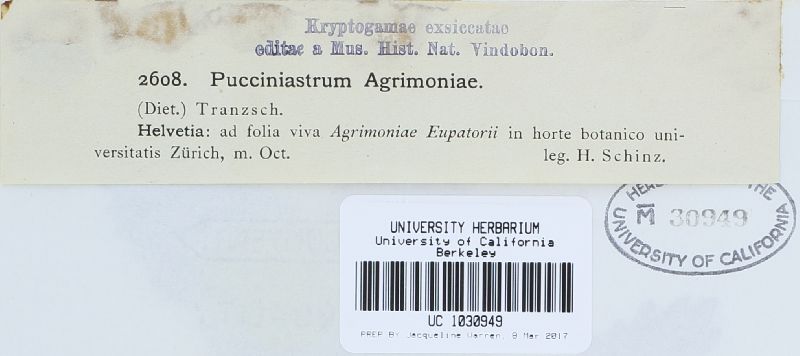 Kryptogamae exsiccatae
editae a Mus. Hist. Nat. Vindobon.
2608. Pucciniastrum Agrimoniae.
(Diet.) Tranzsch.
Helvetia: ad folia viva Agrimoniae Eupatorii in horte botanico uni-
versitatis Zürich, m. Oct. leg. H. Schinz.
THE
M 30949
UNIVERSITY OF CALIFORNIA
UNIVERSITY HERBARIUM
University of California
Berkeley
UC 1030949
PREP BY Jacqueline Warren, 9 Mar 2017